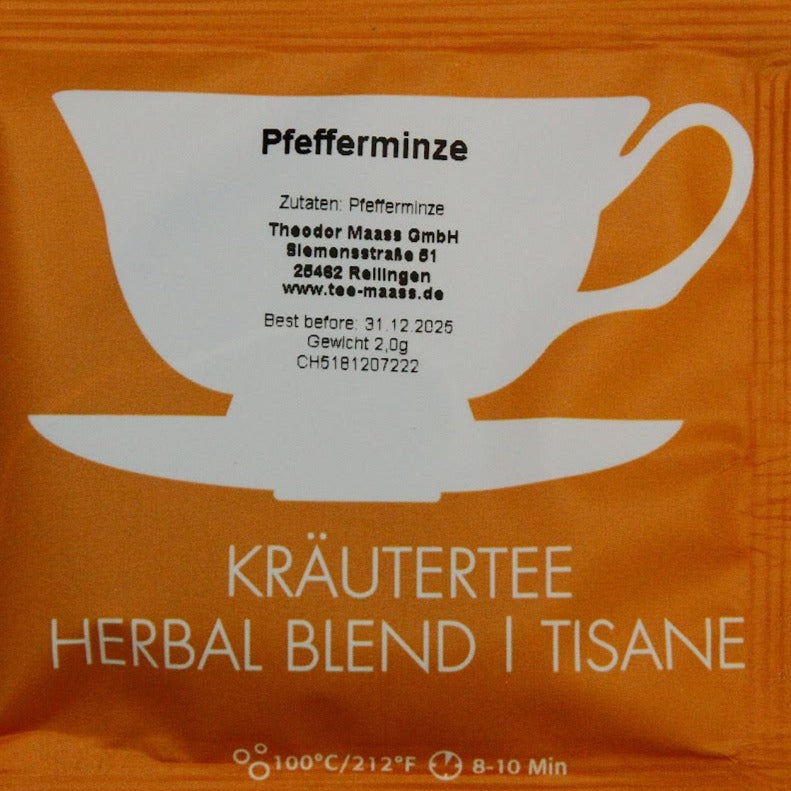 Pfefferminze
Zutaten: Pfefferminze
Theodor Maass GmbH
Siemensstraße 51
25462 Rellingen
www.tee-maass.de
Best before: 31.12.2025
Gewicht 2,0g
CH5181207222
KRÄUTERTEE
HERBAL BLEND | TISANE
100°C/212°F 8-10 Min